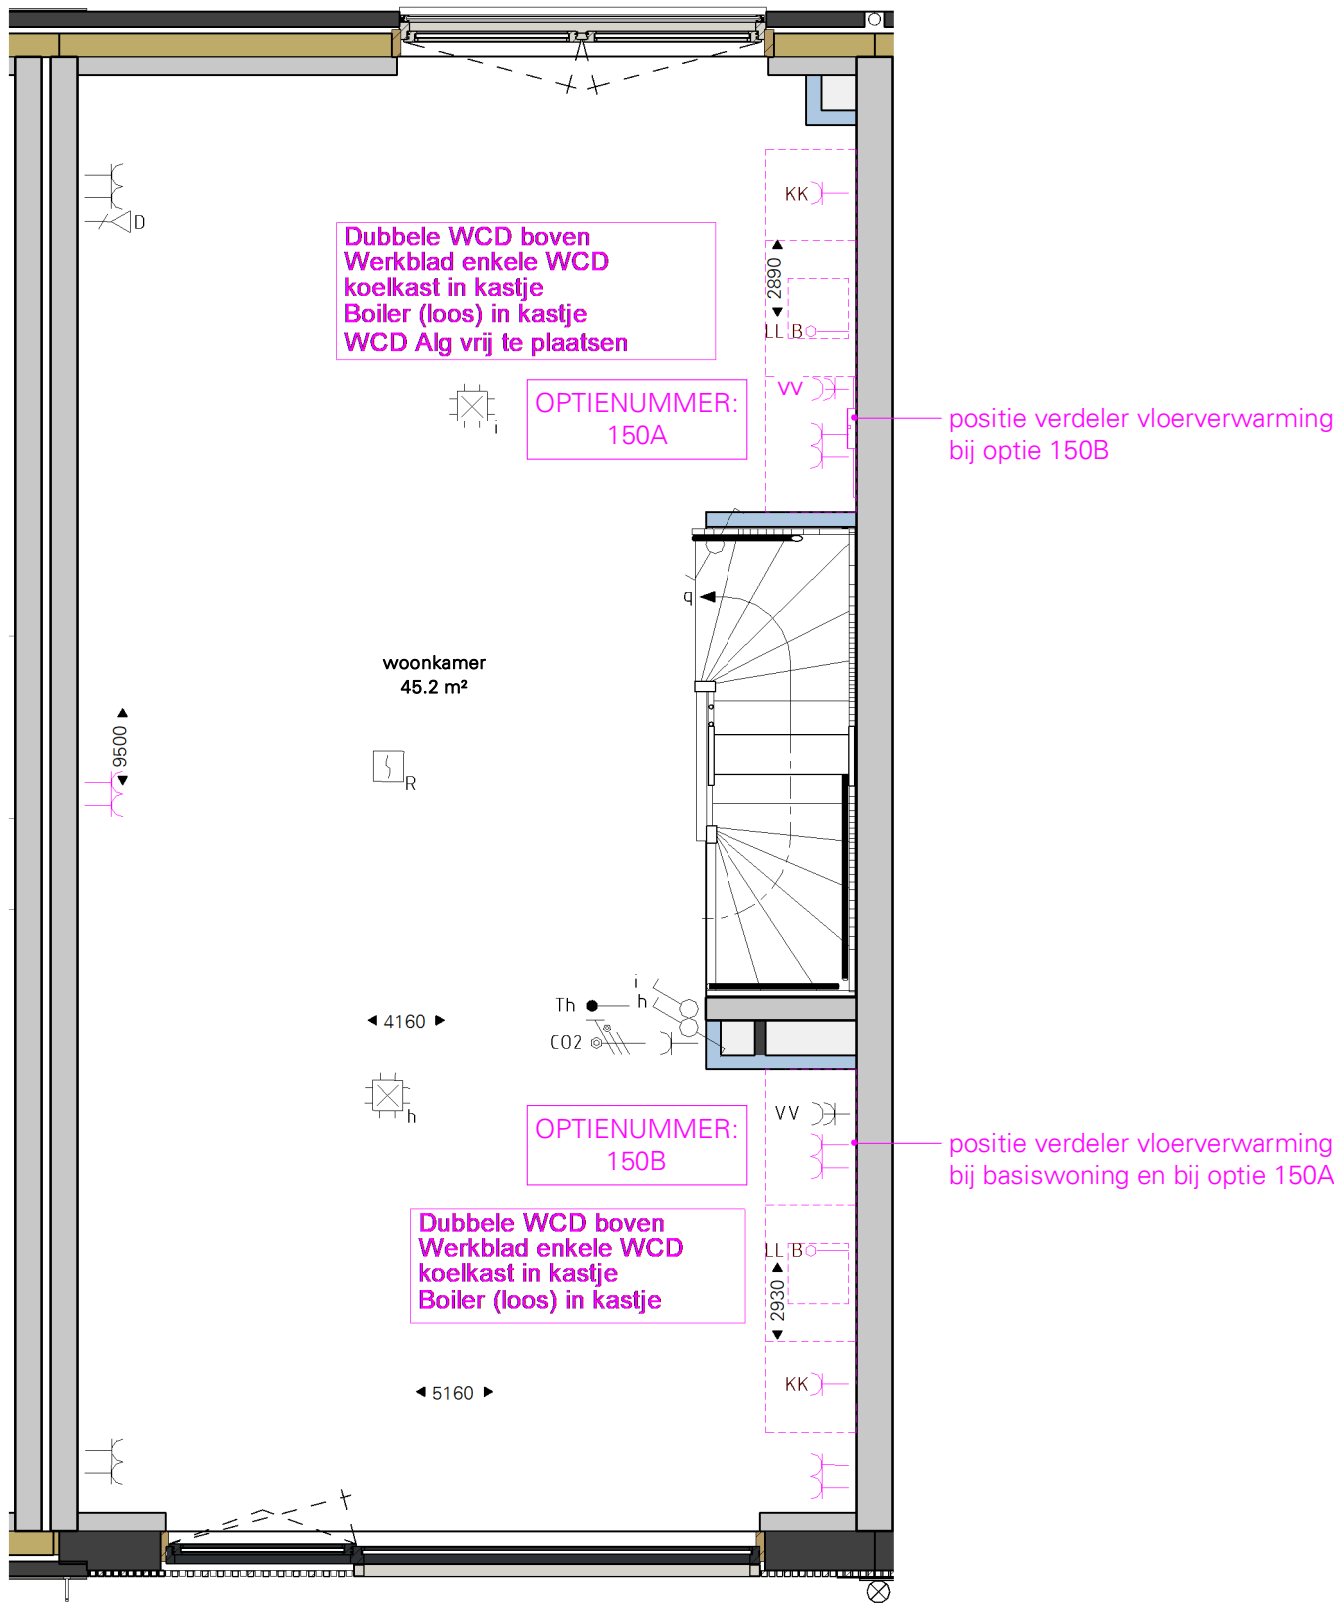 KK
D
Dubbele WCD boven
Werkblad enkele WCD
koelkast in kastje
Boiler (loos) in kastje
WCD Alg vrij te plaatsen
2890
LL B
VV
OPTIENUMMER:
150A
i
positie verdeler vloerverwarming
bij optie 150B
q
woonkamer
45.2 m²
9500
R
i
Th
h
4160
CO2
h
VV
OPTIENUMMER:
150B
positie verdeler vloerverwarming
bij basiswoning en bij optie 150A
Dubbele WCD boven
Werkblad enkele WCD
koelkast in kastje
Boiler (loos) in kastje
LL B
2930
KK
5160